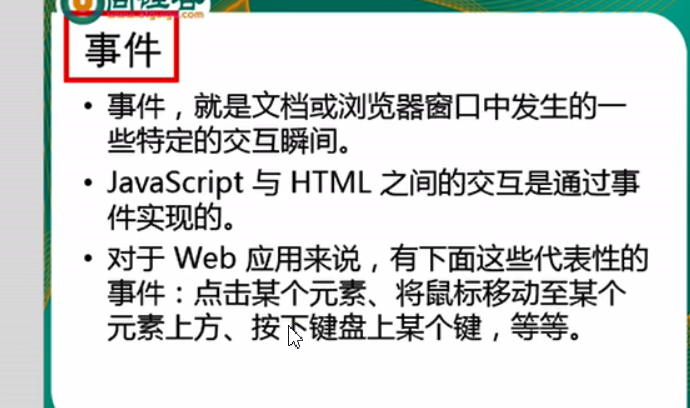 事件
• 事件，就是文档或浏览器窗口中发生的一
些特定的交互瞬间。
• JavaScript 与 HTML 之间的交互是通过事
件实现的。
• 对于 Web 应用来说，有下面这些代表性的
事件：点击某个元素、将鼠标移动至某个
元素上方、按下键盘上某个键，等等。